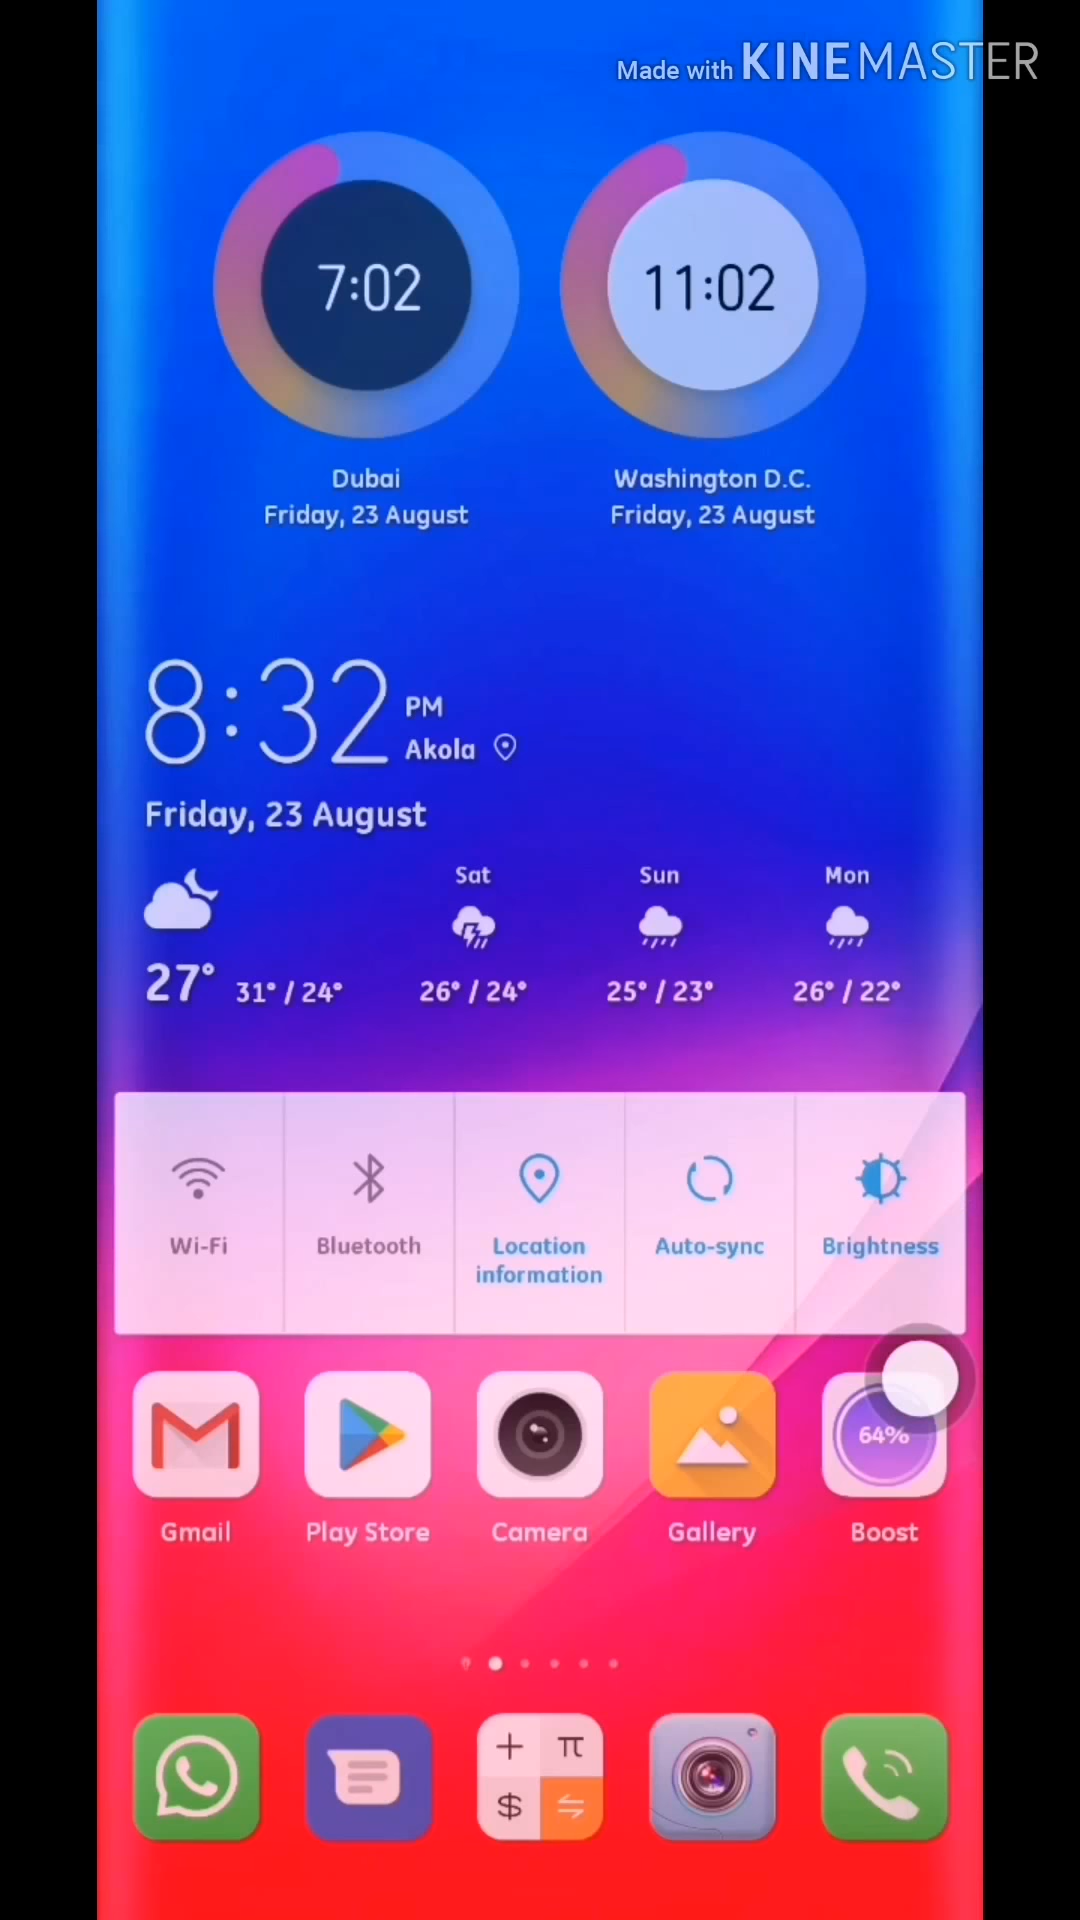 Made with KINEMASTER
7:02
11:02
Dubai
Friday, 23 August
Washington D.C.
Friday, 23 August
8:32 PM
Akola
Friday, 23 August
Sat
Sun
Mon
27° 31° / 24°
26° / 24°
25° / 23°
26° / 22°
Wi-Fi
Bluetooth
Location
information
Auto-sync
Brightness
64%
Gmail
Play Store
Camera
Gallery
Boost
+ π
$